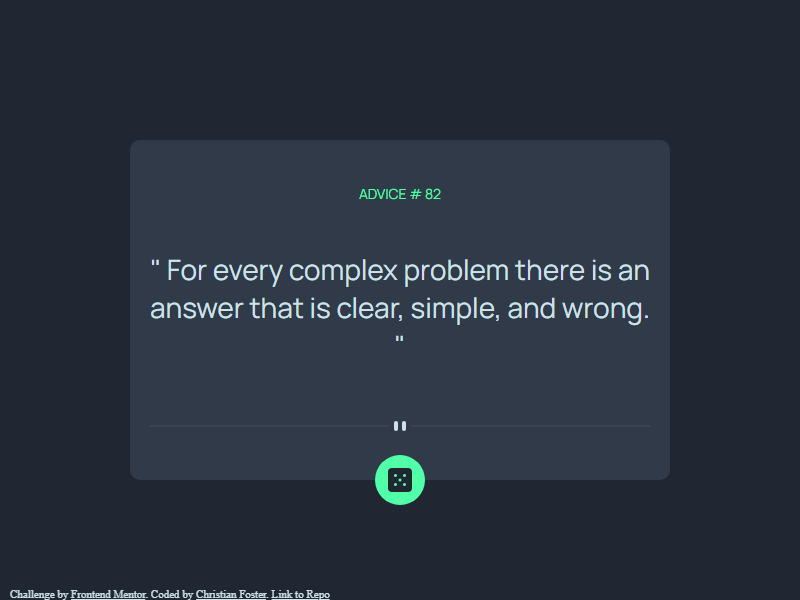 ADVICE # 82
" For every complex problem there is an
answer that is clear, simple, and wrong.
"
Challenge by Frontend Mentor. Coded by Christian Foster. Link to Repo